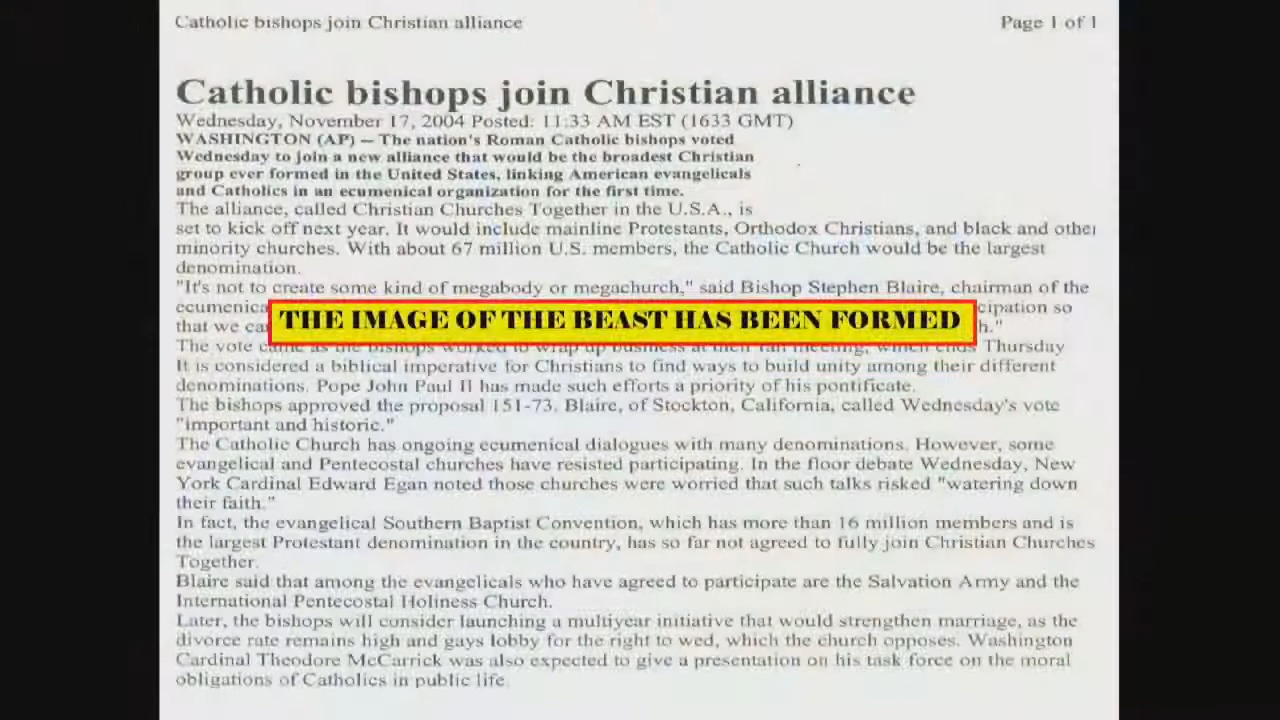 Catholic bishops join Christian alliance Page 1 of 1
Catholic bishops join Christian alliance
Wednesday, November 17, 2004 Posted: 11:33 AM EST (1633 GMT)
WASHINGTON (AP) — The nation's Roman Catholic bishops voted
Wednesday to join a new alliance that would be the broadest Christian
group ever formed in the United States, linking American evangelicals
and Catholics in an ecumenical organization for the first time.
The alliance, called Christian Churches Together in the U.S.A., is
set to kick off next year. It would include mainline Protestants, Orthodox Christians, and black and other
minority churches. With about 67 million U.S. members, the Catholic Church would be the largest
denomination.
"It's not to create some kind of megabody or megachurch," said Bishop Stephen Blaire, chairman of the
so
that we
THE IMAGE OF THE BEAST HAS BEEN FORMED
The vote came as the bishops worked to wrap up business at their fall meeting, which ends Thursday
It is considered a biblical imperative for Christians to find ways to build unity among their different
denominations. Pope John Paul II has made such efforts a priority of his pontificate.
The bishops approved the proposal 151-73. Blaire, of Stockton, California, called Wednesday's vote
"important and historic."
The Catholic Church has ongoing ecumenical dialogues with many denominations. However, some
evangelical and Pentecostal churches have resisted participating. In the floor debate Wednesday, New
York Cardinal Edward Egan noted those churches were worried that such talks risked "watering down
their faith."
In fact, the evangelical Southern Baptist Convention, which has more than 16 million members and is
the largest Protestant denomination in the country, has so far not agreed to fully join Christian Churches
Together.
Blaire said that among the evangelicals who have agreed to participate are the Salvation Army and the
International Pentecostal Holiness Church.
Later, the bishops will consider launching a multiyear initiative that would strengthen marriage, as the
divorce rate remains high and gays lobby for the right to wed, which the church opposes. Washington
Cardinal Theodore McCarrick was also expected to give a presentation on his task force on the moral
obligations of Catholics in public life.